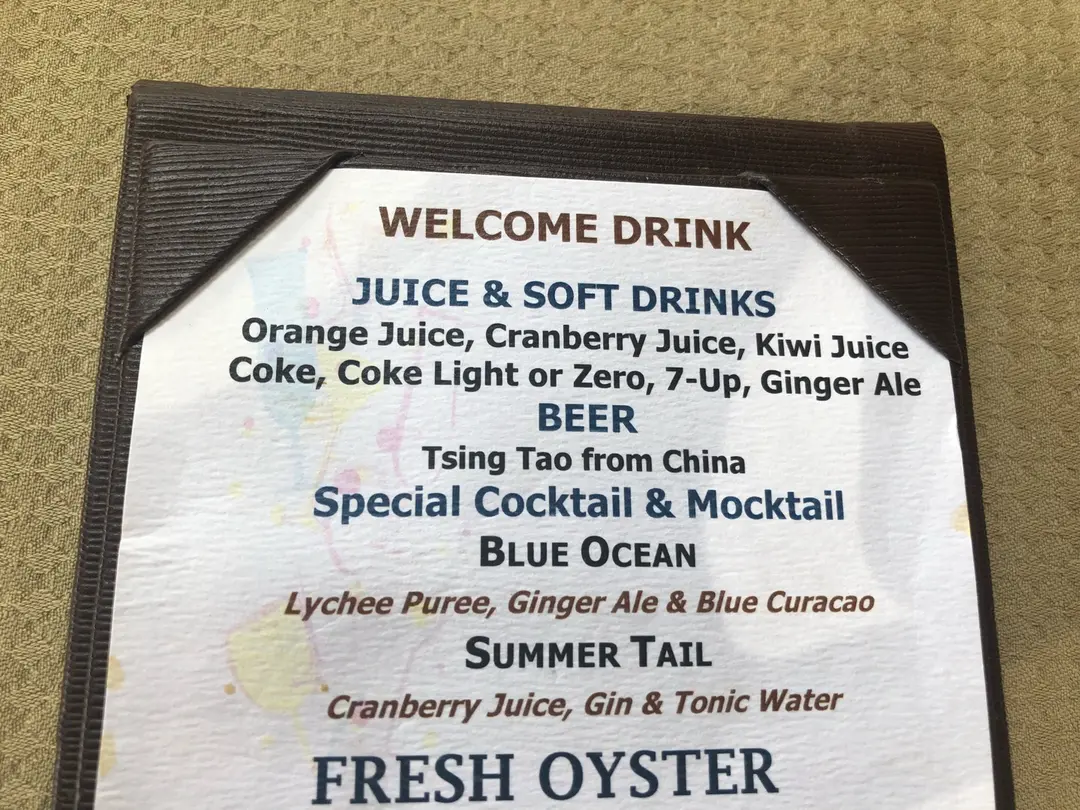 WELCOME DRINK
JUICE & SOFT DRINKS
Orange Juice, Cranberry Juice, Kiwi Juice
Coke, Coke Light or Zero, 7-Up, Ginger Ale
BEER
Tsing Tao from China
Special Cocktail & Mocktail
BLUE OCEAN
Lychee Puree, Ginger Ale & Blue Curacao
SUMMER TAIL
Cranberry Juice, Gin & Tonic Water
FRESH OYSTER